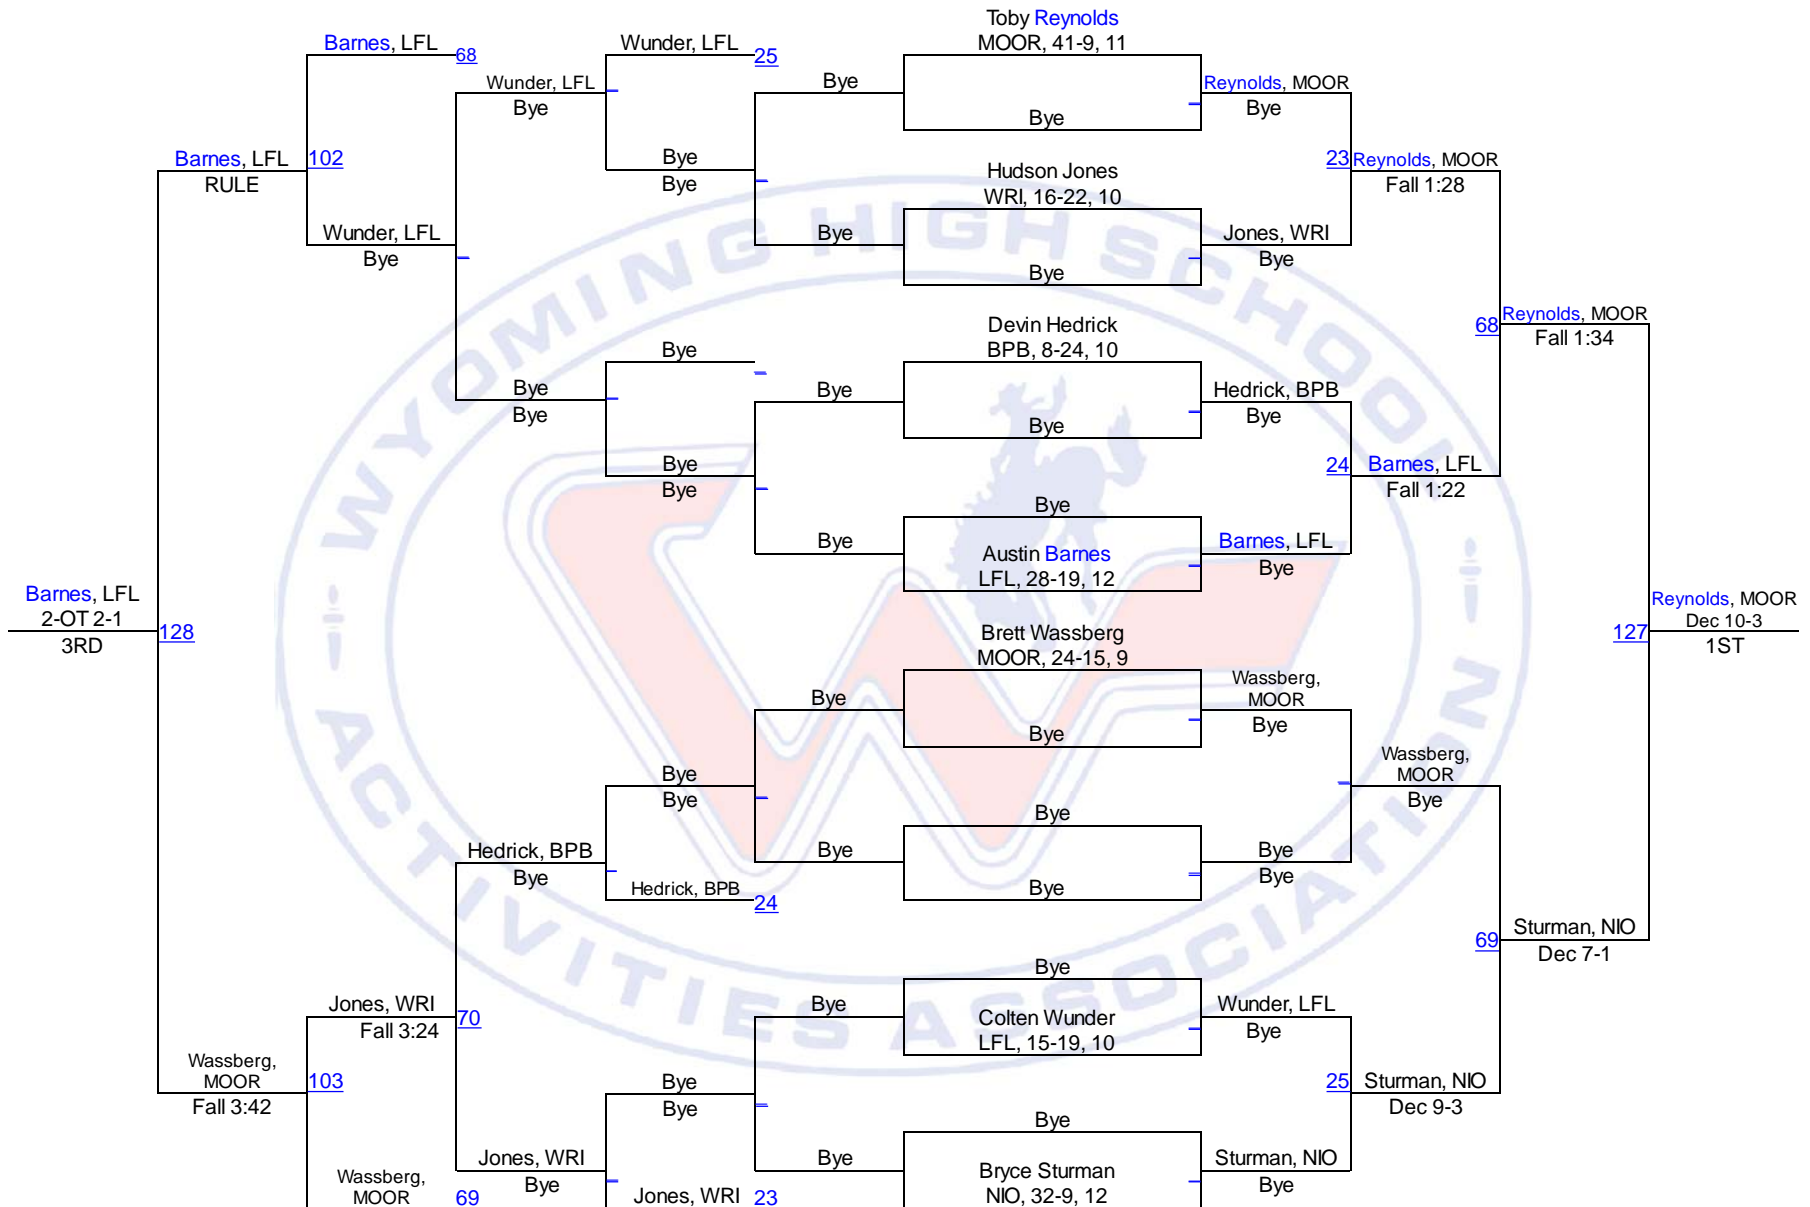 Toby Reynolds
Barnes, LFL
68
Wunder, LFL
25
MOOR, 41-9, 11
Wunder, LFL
Bye
Reynolds, MOOR
Bye
Bye
Bye
Barnes, LFL
102
Bye
23
Reynolds, MOOR
RULE
Bye
Hudson Jones
WRI, 16-22, 10
Fall 1:28
Wunder, LFL
Bye
Bye
Bye
Jones, WRI
Bye
Devin Hedrick
BPB, 8-24, 10
68
Reynolds, MOOR
Fall 1:34
Bye
Bye
Bye
Bye
Bye
Hedrick, BPB
Bye
Bye
Bye
24
Barnes, LFL
Fall 1:22
Bye
Bye
Austin Barnes
LFL, 28-19, 12
Barnes, LFL
Bye
Barnes, LFL
2-OT 2-1
3RD
128
Reynolds, MOOR
Dec 10-3
1ST
127
Brett Wassberg
MOOR, 24-15, 9
Bye
Bye
Wassberg,
MOOR
Bye
Bye
Bye
Wassberg,
MOOR
Bye
Bye
Bye
Bye
Bye
Bye
Hedrick, BPB
Bye
Hedrick, BPB
24
69
Sturman, NIO
Dec 7-1
Bye
Jones, WRI
Fall 3:24
70
Bye
Colten Wunder
LFL, 15-19, 10
Wunder, LFL
Bye
Wassberg,
MOOR
Fall 3:42
103
Bye
Bye
25
Sturman, NIO
Dec 9-3
Bye
Wassberg,
MOOR
69
Jones, WRI
Bye
Jones, WRI
23
Bye
Bryce Sturman
NIO, 32-9, 12
Sturman, NIO
Bye
WYOMING HIGH SCHOOL
ACTIVITIES ASSOCIATION